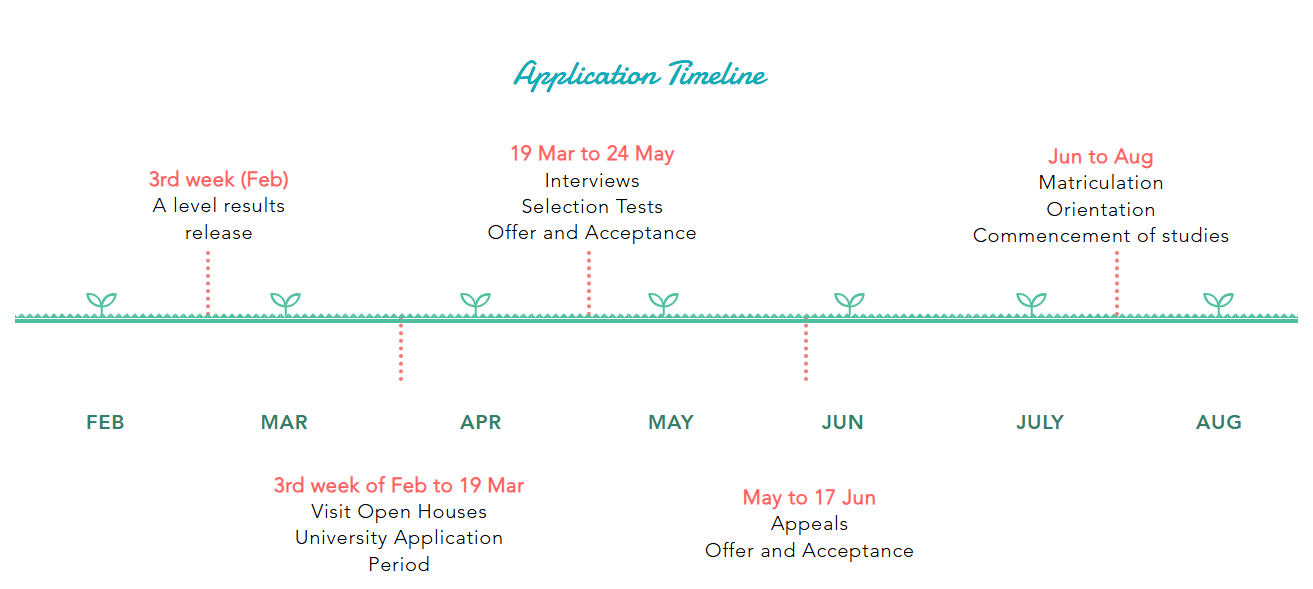 Application Timeline
3rd week (Feb)
A level results
release
19 Mar to 24 May
Interviews
Selection Tests
Offer and Acceptance
Jun to Aug
Matriculation
Orientation
Commencement of studies
FEB
MAR
APR
MAY
JUN
JULY
AUG
3rd week of Feb to 19 Mar
Visit Open Houses
University Application
Period
May to 17 Jun
Appeals
Offer and Acceptance